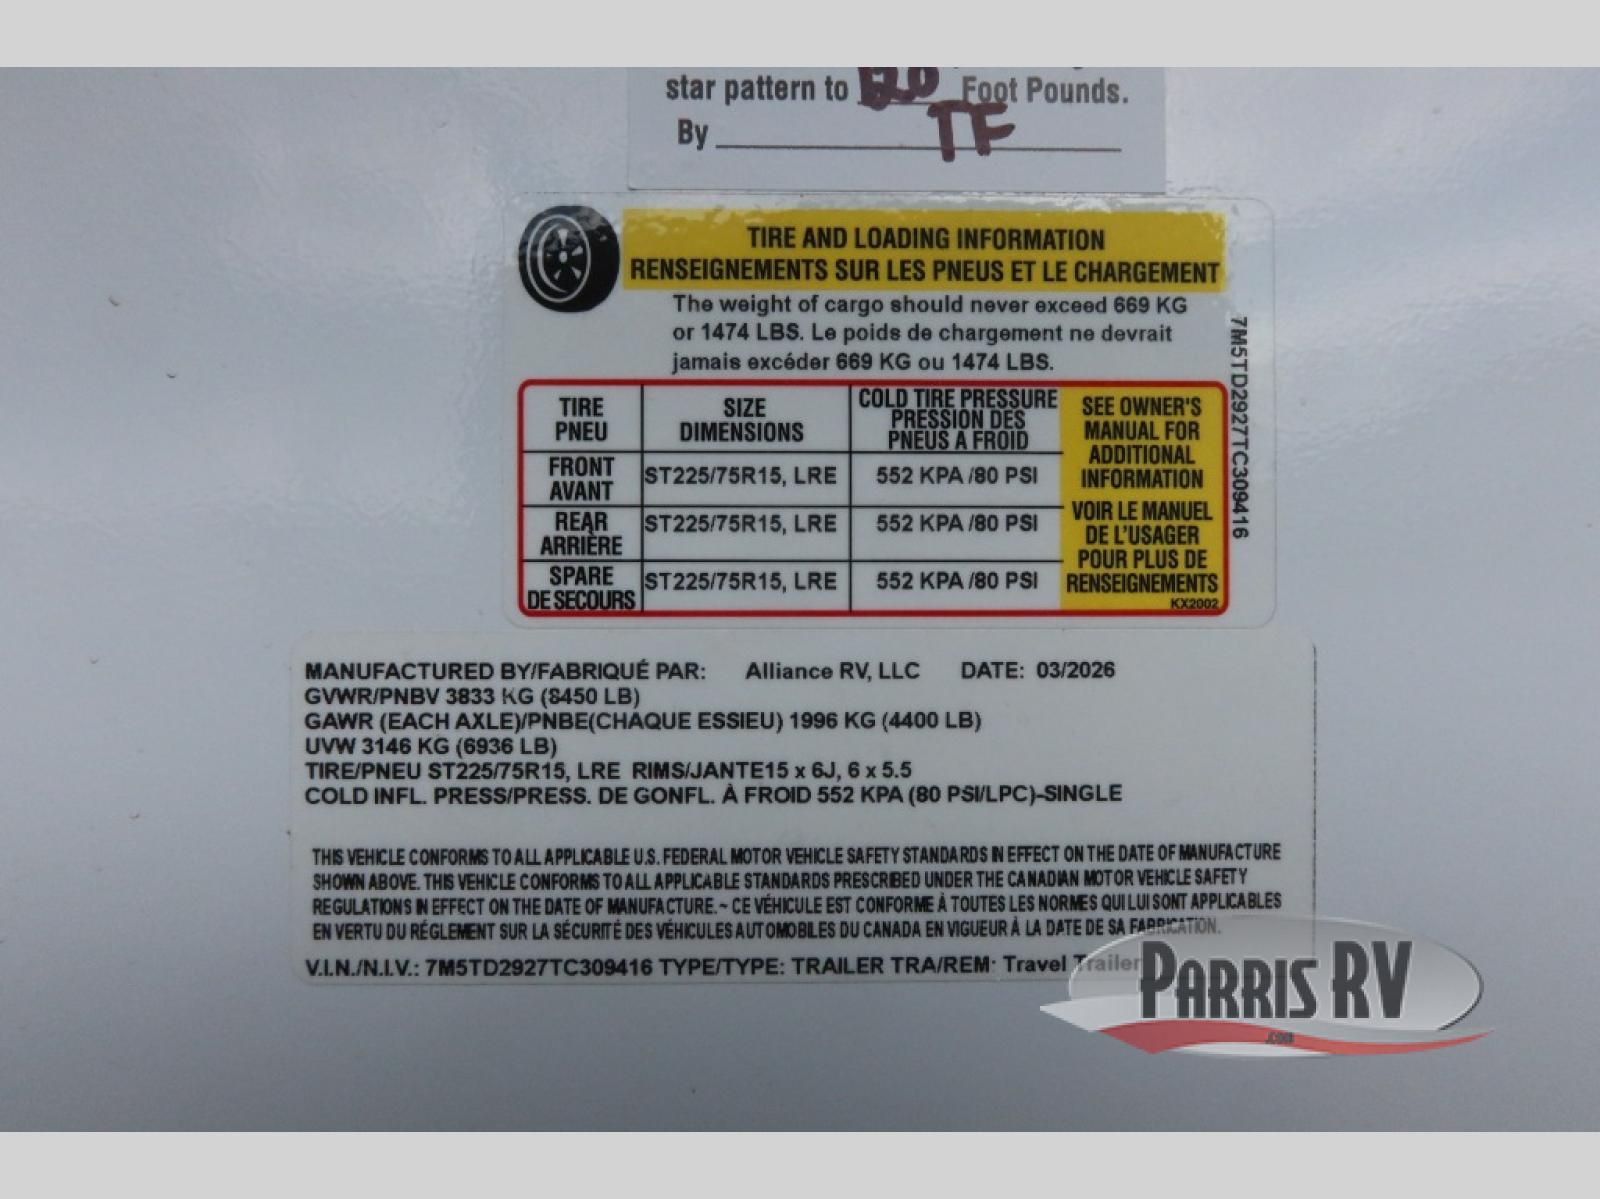 star pattern to 120 Foot Pounds.
By TF
TIRE AND LOADING INFORMATION
RENSEIGNEMENTS SUR LES PNEUS ET LE CHARGEMENT
The weight of cargo should never exceed 669 KG
or 1474 LBS. Le poids de chargement ne devrait
jamais excéder 669 KG ou 1474 LBS.
7M5TD2927TC309416
TIRE
PNEU
SIZE
DIMENSIONS
COLD TIRE PRESSURE
PRESSION DES
PNEUS A FROID
FRONT
AVANT
ST225/75R15, LRE
552 KPA /80 PSI
REAR
ARRIÈRE
ST225/75R15, LRE
552 KPA /80 PSI
SPARE
DE SECOURS
ST225/75R15, LRE
552 KPA /80 PSI
SEE OWNER'S
MANUAL FOR
ADDITIONAL
INFORMATION
VOIR LE MANUEL
DE L'USAGER
POUR PLUS DE
RENSEIGNEMENTS
KX2002
MANUFACTURED BY/FABRIQUÉ PAR: Alliance RV, LLC DATE: 03/2026
GVWR/PNBV 3833 KG (8450 LB)
GAWR (EACH AXLE)/PNBE(CHAQUE ESSIEU) 1996 KG (4400 LB)
UVW 3146 KG (6936 LB)
TIRE/PNEU ST225/75R15, LRE RIMS/JANTE15 x 6J, 6 x 5.5
COLD INFL. PRESS/PRESS. DE GONFL. À FROID 552 KPA (80 PSI/LPC)-SINGLE
THIS VEHICLE CONFORMS TO ALL APPLICABLE U.S. FEDERAL MOTOR VEHICLE SAFETY STANDARDS IN EFFECT ON THE DATE OF MANUFACTURE
SHOWN ABOVE. THIS VEHICLE CONFORMS TO ALL APPLICABLE STANDARDS PRESCRIBED UNDER THE CANADIAN MOTOR VEHICLE SAFETY
REGULATIONS IN EFFECT ON THE DATE OF MANUFACTURE. ~ CE VÉHICULE EST CONFORME À TOUTES LES NORMES QUI LUI SONT APPLICABLES
EN VERTU DU RÉGLEMENT SUR LA SÉCURITÉ DES VÉHICULES AUTOMOBILES DU CANADA EN VIGUEUR À LA DATE DE SA FABRICATION.
V.I.N./N.I.V.: 7M5TD2927TC309416 TYPE/TYPE: TRAILER TRA/REM: Travel Trailer
PARRIS RV
.COM